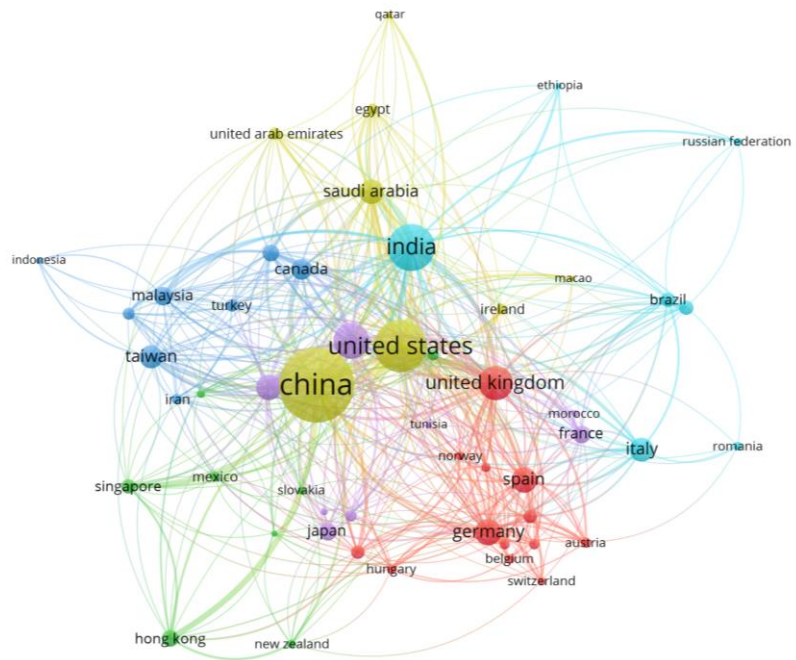 qatar
ethiopia
egypt
united arab emirates
russian federation
saudi arabia
india
indonesia
canada
macao
malaysia
brazil
turkey
ireland
united states
taiwan
china
united kingdom
iran
morocco
tunisia
france
romania
italy
norway
mexico
spain
singapore
slovakia
japan
germany
austria
belgium
hungary
switzerland
hong kong
new zealand